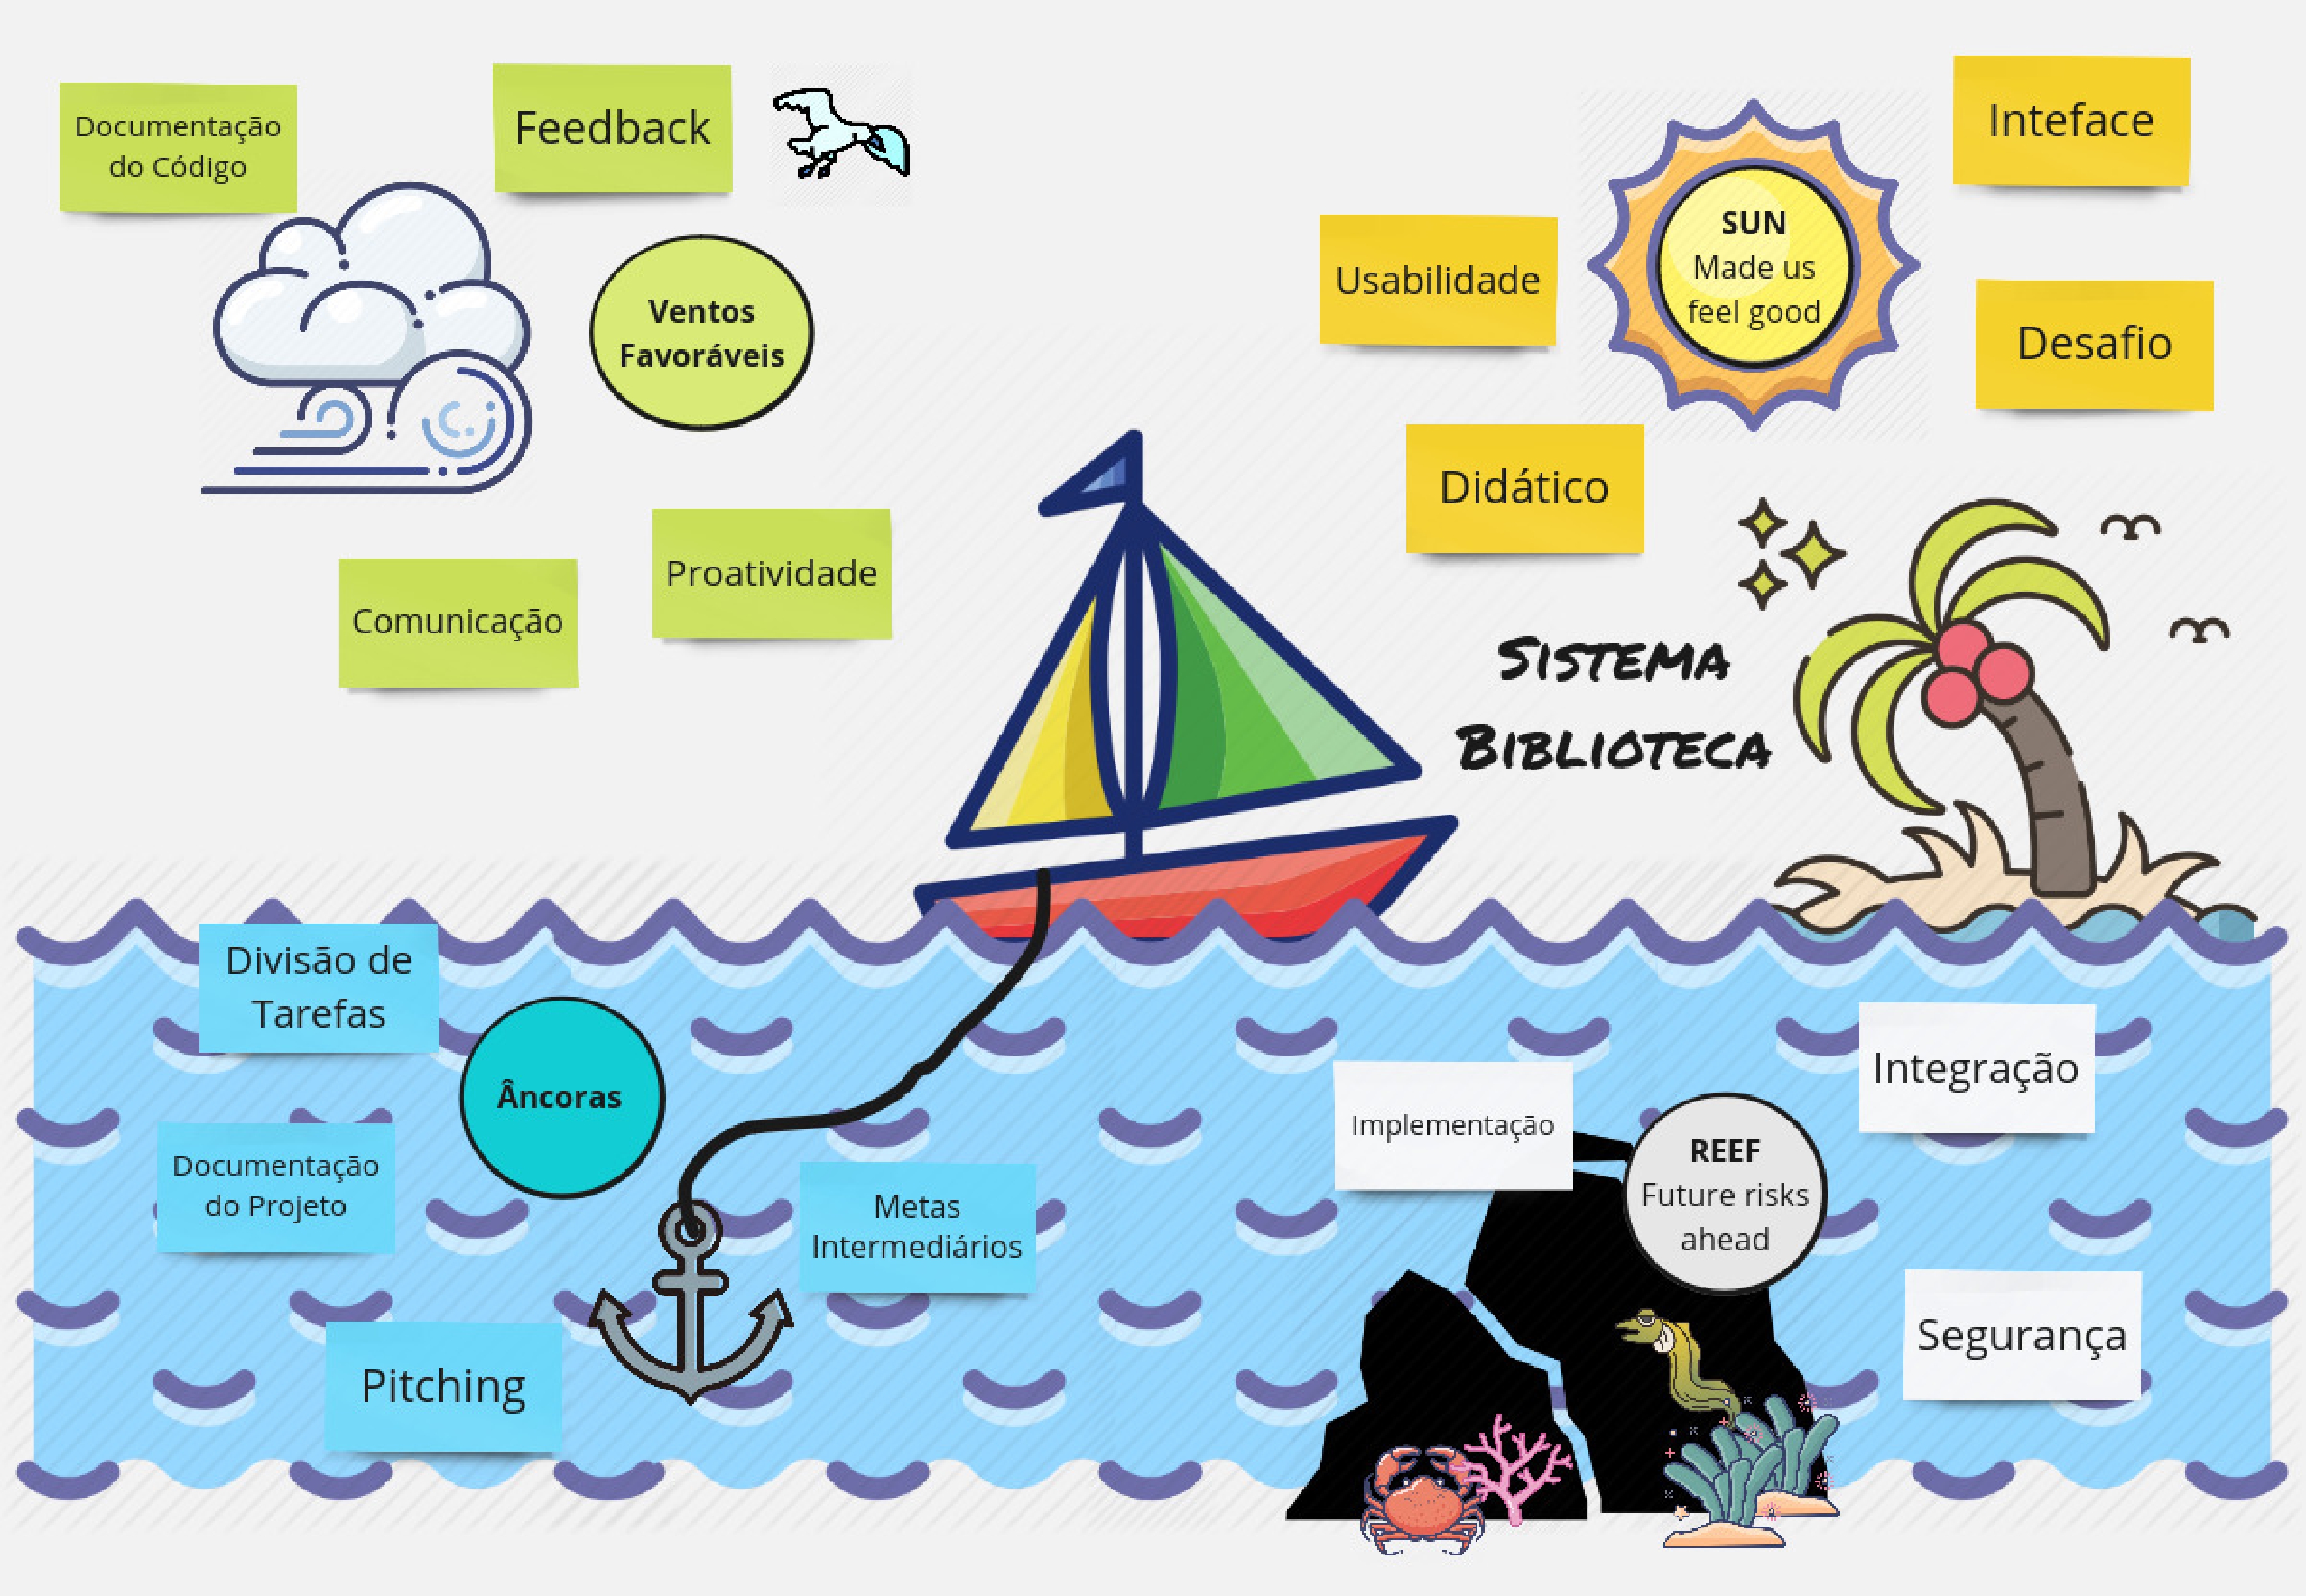 Documentação
do Código
Feedback
Ventos
Favoráveis
Comunicação
Proatividade
Inteface
Usabilidade
SUN
Made us
feel good
Desafio
Didático
SISTEMA
BIBLIOTECA
Divisão de
Tarefas
Âncoras
Documentação
do Projeto
Metas
Intermediários
Pitching
Implementação
REEF
Future risks
ahead
Integração
Segurança